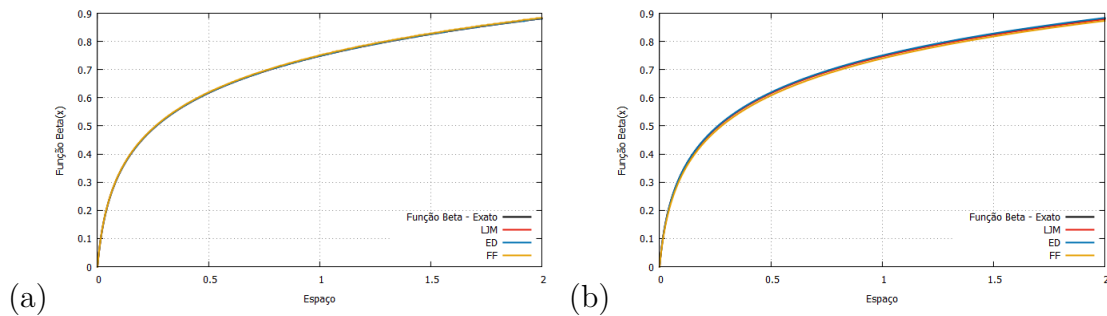 0.9
0.8
0.7
0.6
0.5
0.4
0.3
0.2
0.1
0
Função Beta(x)
Função Beta - Exato
LJM
ED
FF
0 0.5 1 1.5 2
Espaço
(a)
0.9
0.8
0.7
0.6
0.5
0.4
0.3
0.2
0.1
0
Função Beta(x)
Função Beta - Exato
LJM
ED
FF
0 0.5 1 1.5 2
Espaço
(b)